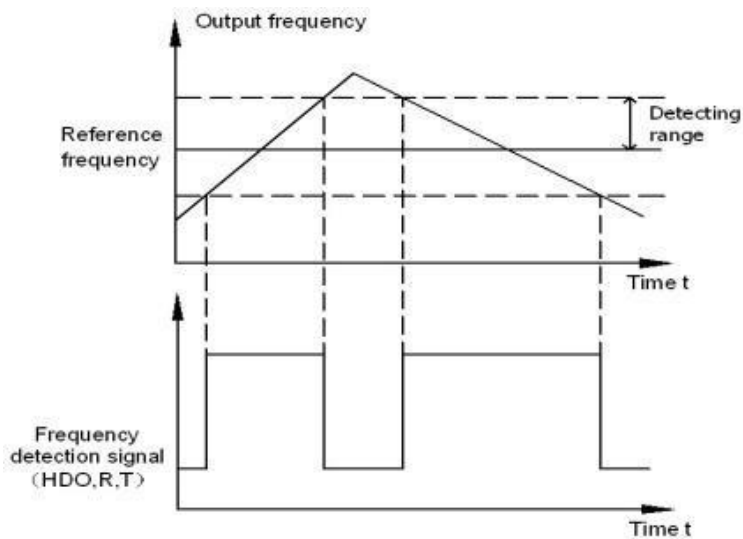 Output frequency
Reference
frequency
Detecting
range
Time t
Frequency
detection signal
（HDO,R,T）
Time t